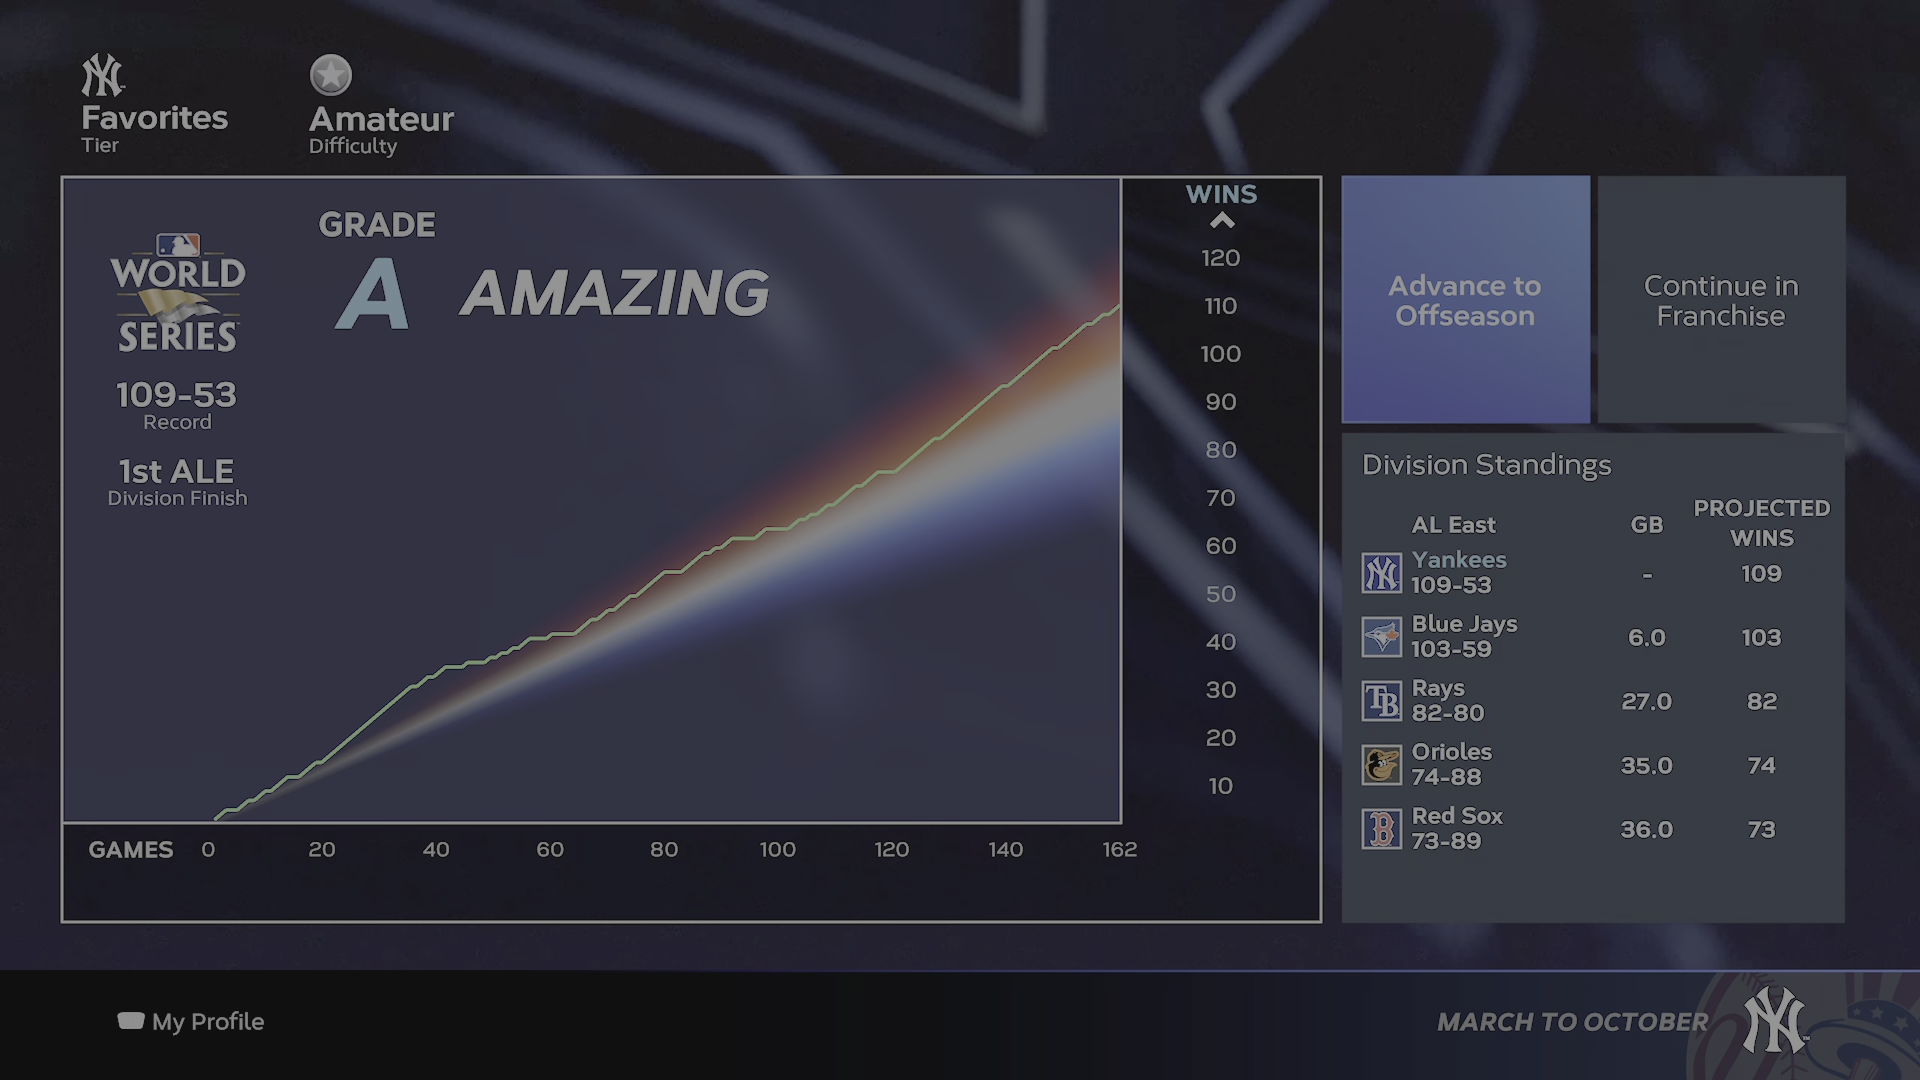 Favorites
Tier
Amateur
Difficulty
WORLD
SERIES
109-53
Record
1st ALE
Division Finish
GRADE
A AMAZING
WINS
120
110
100
90
80
70
60
50
40
30
20
10
GAMES 0 20 40 60 80 100 120 140 162
Advance to
Offseason
Continue in
Franchise
Division Standings
AL East GB PROJECTED
WINS
Yankees
109-53 - 109
Blue Jays
103-59 6.0 103
Rays
82-80 27.0 82
Orioles
74-88 35.0 74
Red Sox
73-89 36.0 73
My Profile
MARCH TO OCTOBER